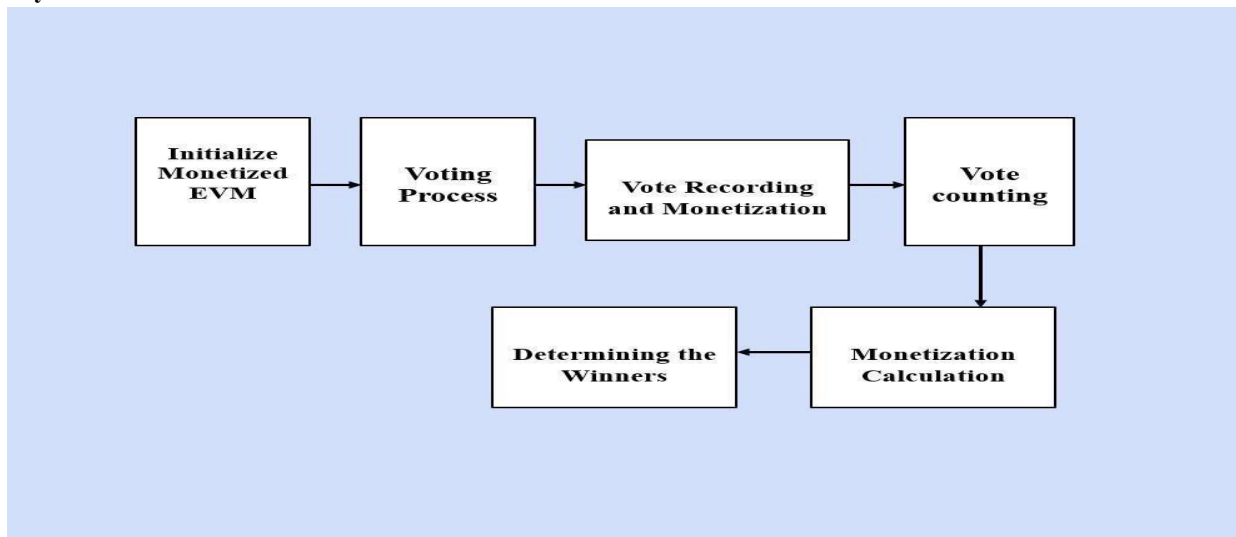 Initialize
Monetized
EVM
Voting
Process
Vote Recording
and Monetization
Vote
counting
Monetization
Calculation
Determining the
Winners